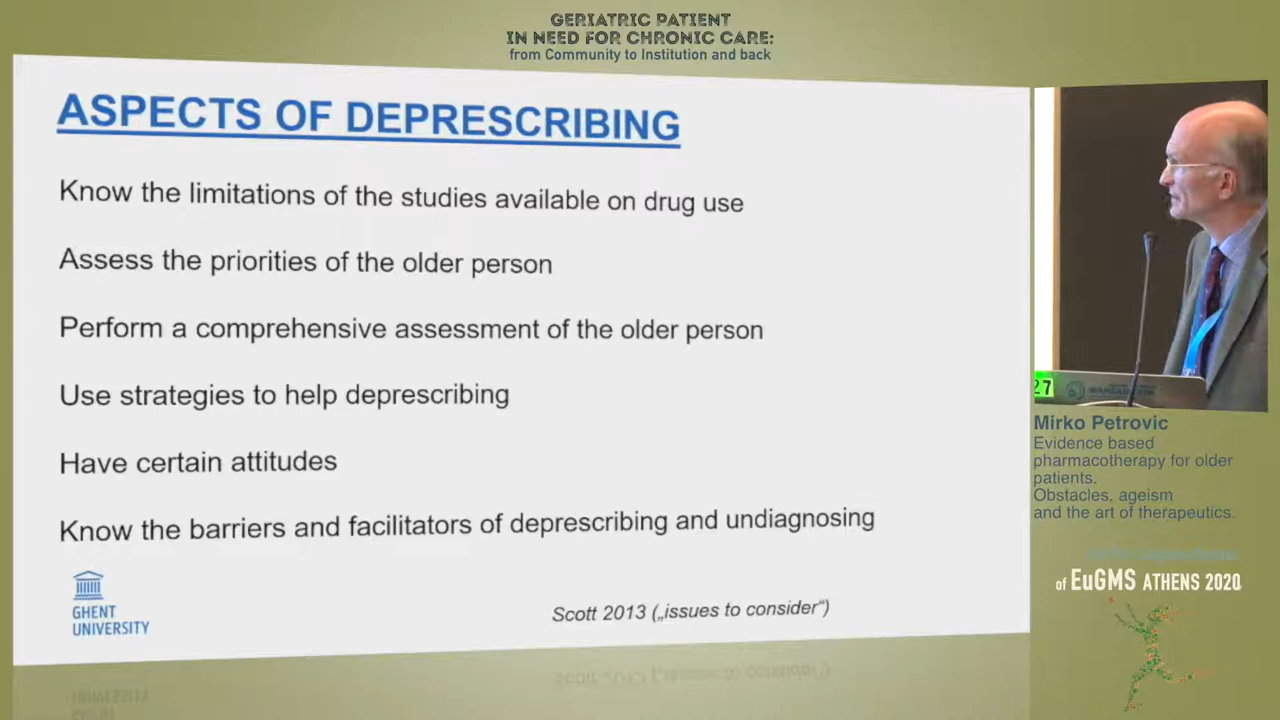 GERIATRIC PATIENT
IN NEED FOR CHRONIC CARE:
from Community to Institution and back
ASPECTS OF DEPRESCRIBING
Know the limitations of the studies available on drug use
Assess the priorities of the older person
Perform a comprehensive assessment of the older person
Use strategies to help deprescribing
Have certain attitudes
Know the barriers and facilitators of deprescribing and undiagnosing
GHENT
UNIVERSITY
Scott 2013 („issues to consider“)
27
Mirko Petrovic
Evidence based
pharmacotherapy for older
patients.
Obstacles, ageism
and the art of therapeutics.
of EuGMS ATHENS 2020